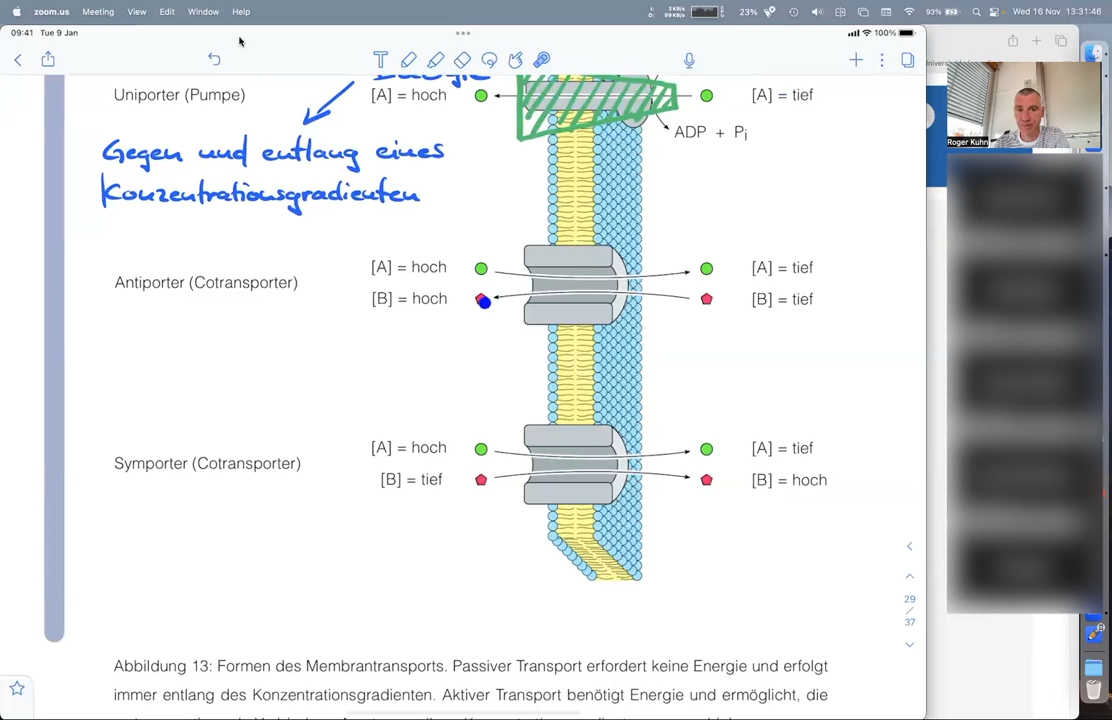 zoom.us Meeting View Edit Window Help
23% 93% Wed 16 Nov 13:31:46
09:41 Tue 9 Jan
100%
Uniporter (Pumpe)
[A] = hoch
[A] = tief
ADP + Pi
Gegen und entlang eines
Konzentrationsgradienten
Roger Kuhn
Antiporter (Cotransporter)
[A] = hoch
[A] = tief
[B] = hoch
[B] = tief
Symporter (Cotransporter)
[A] = hoch
[A] = tief
[B] = tief
[B] = hoch
29
/
37
Abbildung 13: Formen des Membrantransports. Passiver Transport erfordert keine Energie und erfolgt
immer entlang des Konzentrationsgradienten. Aktiver Transport benötigt Energie und ermöglicht, die